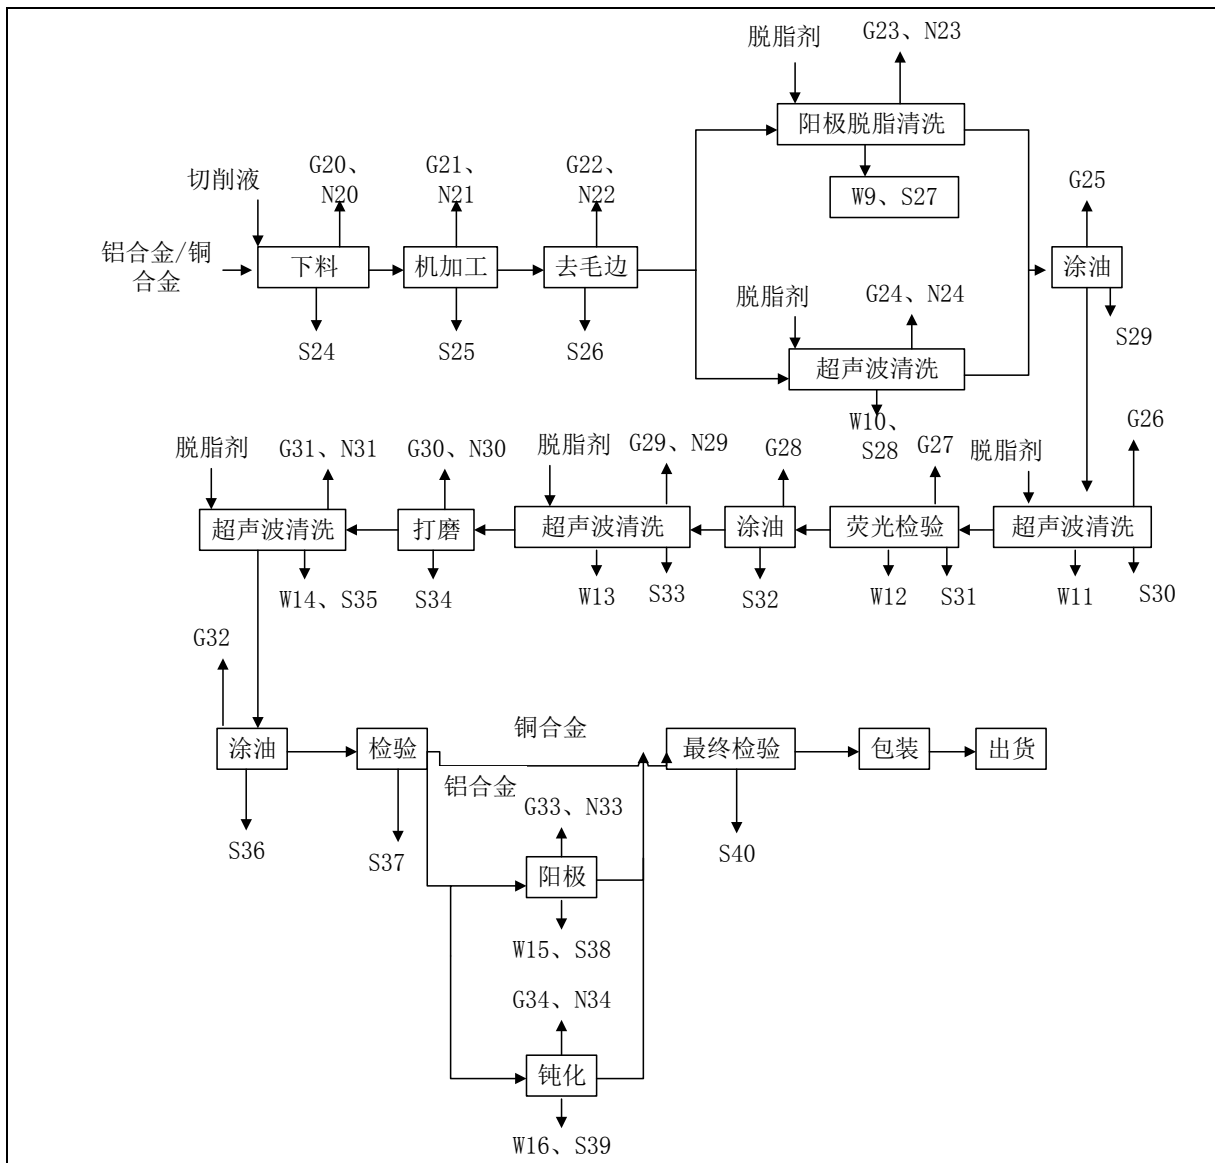 脱脂剂
G23、N23
阳极脱脂清洗
W9、S27
切削液
G20、
N20
G21、
N21
G22、
N22
G25
铝合金/铜
合金
下料
机加工
去毛边
涂油
S24
S25
S26
S29
脱脂剂
G24、N24
超声波清洗
W10、
S28
脱脂剂
G31、N31
G30、N30
脱脂剂
G29、N29
G28
G27
脱脂剂
G26
超声波清洗
打磨
超声波清洗
涂油
荧光检验
超声波清洗
W14、S35
S34
W13
S33
S32
W12
S31
W11
S30
G32
涂油
检验
铜合金
最终检验
包装
出货
铝合金
S36
S37
S40
G33、N33
阳极
W15、S38
G34、N34
钝化
W16、S39